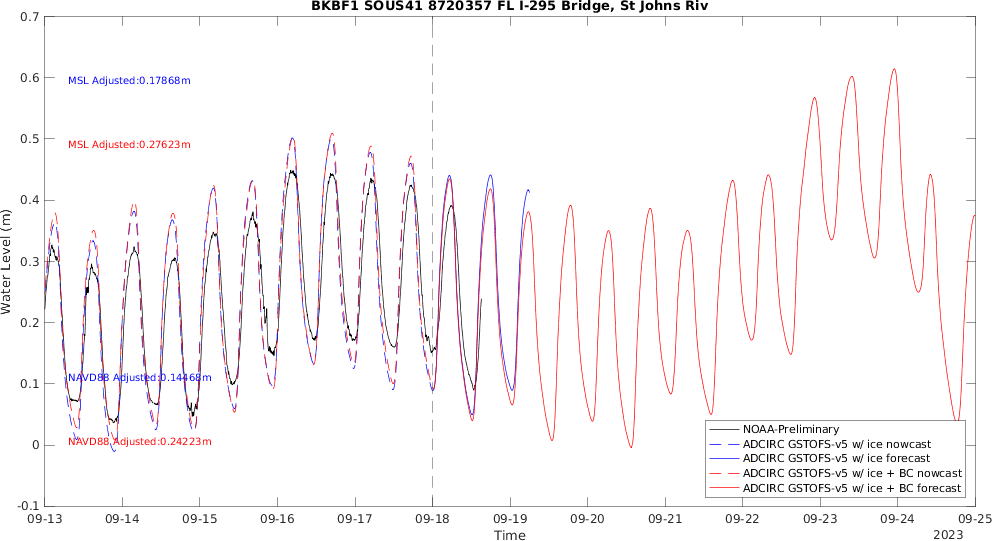 BKBF1 SOUS41 8720357 FL I-295 Bridge, St Johns Riv
0.7
0.6
0.5
0.4
0.3
0.2
0.1
0
-0.1
Water Level (m)
MSL Adjusted:0.17868m
MSL Adjusted:0.27623m
NAVD88 Adjusted:0.14468m
NAVD88 Adjusted:0.24223m
NOAA-Preliminary
ADCIRC GSTOFS-v5 w/ ice nowcast
ADCIRC GSTOFS-v5 w/ ice forecast
ADCIRC GSTOFS-v5 w/ ice + BC nowcast
ADCIRC GSTOFS-v5 w/ ice + BC forecast
09-13 09-14 09-15 09-16 09-17 09-18 09-19 09-20 09-21 09-22 09-23 09-24 09-25
Time
2023